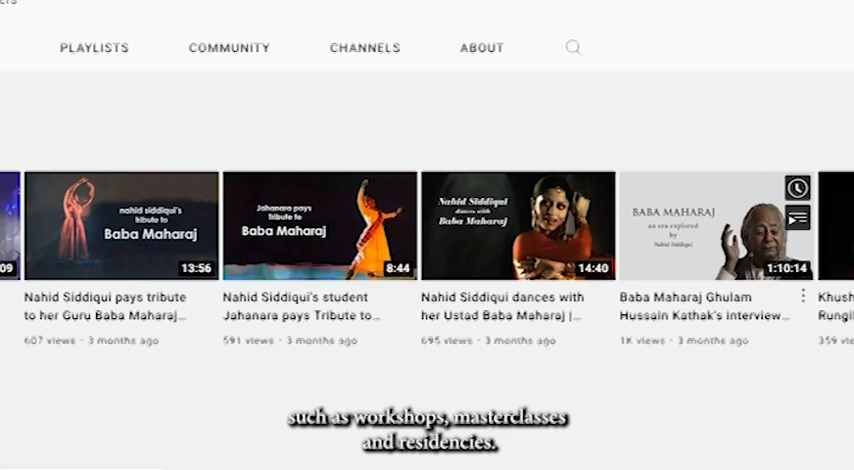 PLAYLISTS COMMUNITY CHANNELS ABOUT
nahid siddiqui's
tribute to
Baba Maharaj
13:56
Jahanara pays
Tribute to
Baba Maharaj
8:44
Nahid Siddiqui
dances with
Baba Maharaj
14:40
BABA MAHARAJ
an era explored
by
Nahid Siddiqui
1:10:14
09
Nahid Siddiqui pays tribute
to her Guru Baba Maharaj...
607 views · 3 months ago
Nahid Siddiqui's student
Jahanara pays Tribute to...
591 views · 3 months ago
Nahid Siddiqui dances with
her Ustad Baba Maharaj |...
695 views · 3 months ago
Baba Maharaj Ghulam
Hussain Kathak's interview...
1K views · 3 months ago
Khush
Rungil
359 vie
such as workshops, masterclasses
and residencies.